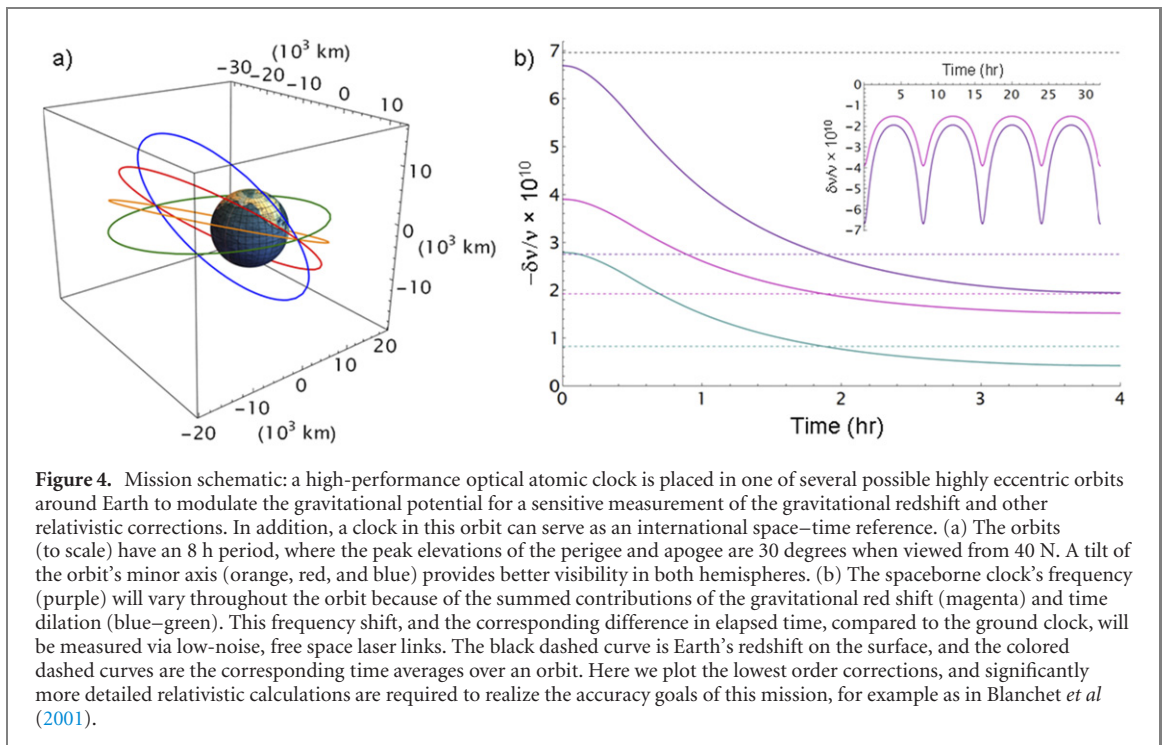 a)
(10³ km)
−30 −20 −10 0 10
10
0
(10³ km)
−10
20
10
0
−10
−20
(10³ km)
b)
7
6
5
4
3
2
1
0
−δν/ν × 10¹⁰
0 1 2 3 4
Time (hr)
Time (hr)
5 10 15 20 25 30
0
−1
−2
−3
−4
−5
−6
−7
δν/ν × 10¹⁰
Figure 4. Mission schematic: a high-performance optical atomic clock is placed in one of several possible highly eccentric orbits
around Earth to modulate the gravitational potential for a sensitive measurement of the gravitational redshift and other
relativistic corrections. In addition, a clock in this orbit can serve as an international space–time reference. (a) The orbits
(to scale) have an 8 h period, where the peak elevations of the perigee and apogee are 30 degrees when viewed from 40 N. A tilt of
the orbit's minor axis (orange, red, and blue) provides better visibility in both hemispheres. (b) The spaceborne clock's frequency
(purple) will vary throughout the orbit because of the summed contributions of the gravitational red shift (magenta) and time
dilation (blue–green). This frequency shift, and the corresponding difference in elapsed time, compared to the ground clock, will
be measured via low-noise, free space laser links. The black dashed curve is Earth's redshift on the surface, and the colored
dashed curves are the corresponding time averages over an orbit. Here we plot the lowest order corrections, and significantly
more detailed relativistic calculations are required to realize the accuracy goals of this mission, for example as in Blanchet et al
(2001).